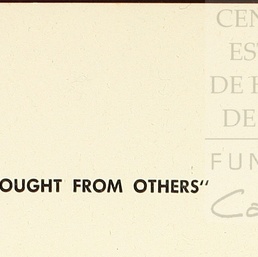 CEN
ES
DE H
DE
FUN
Ca
OUGHT FROM OTHERS"